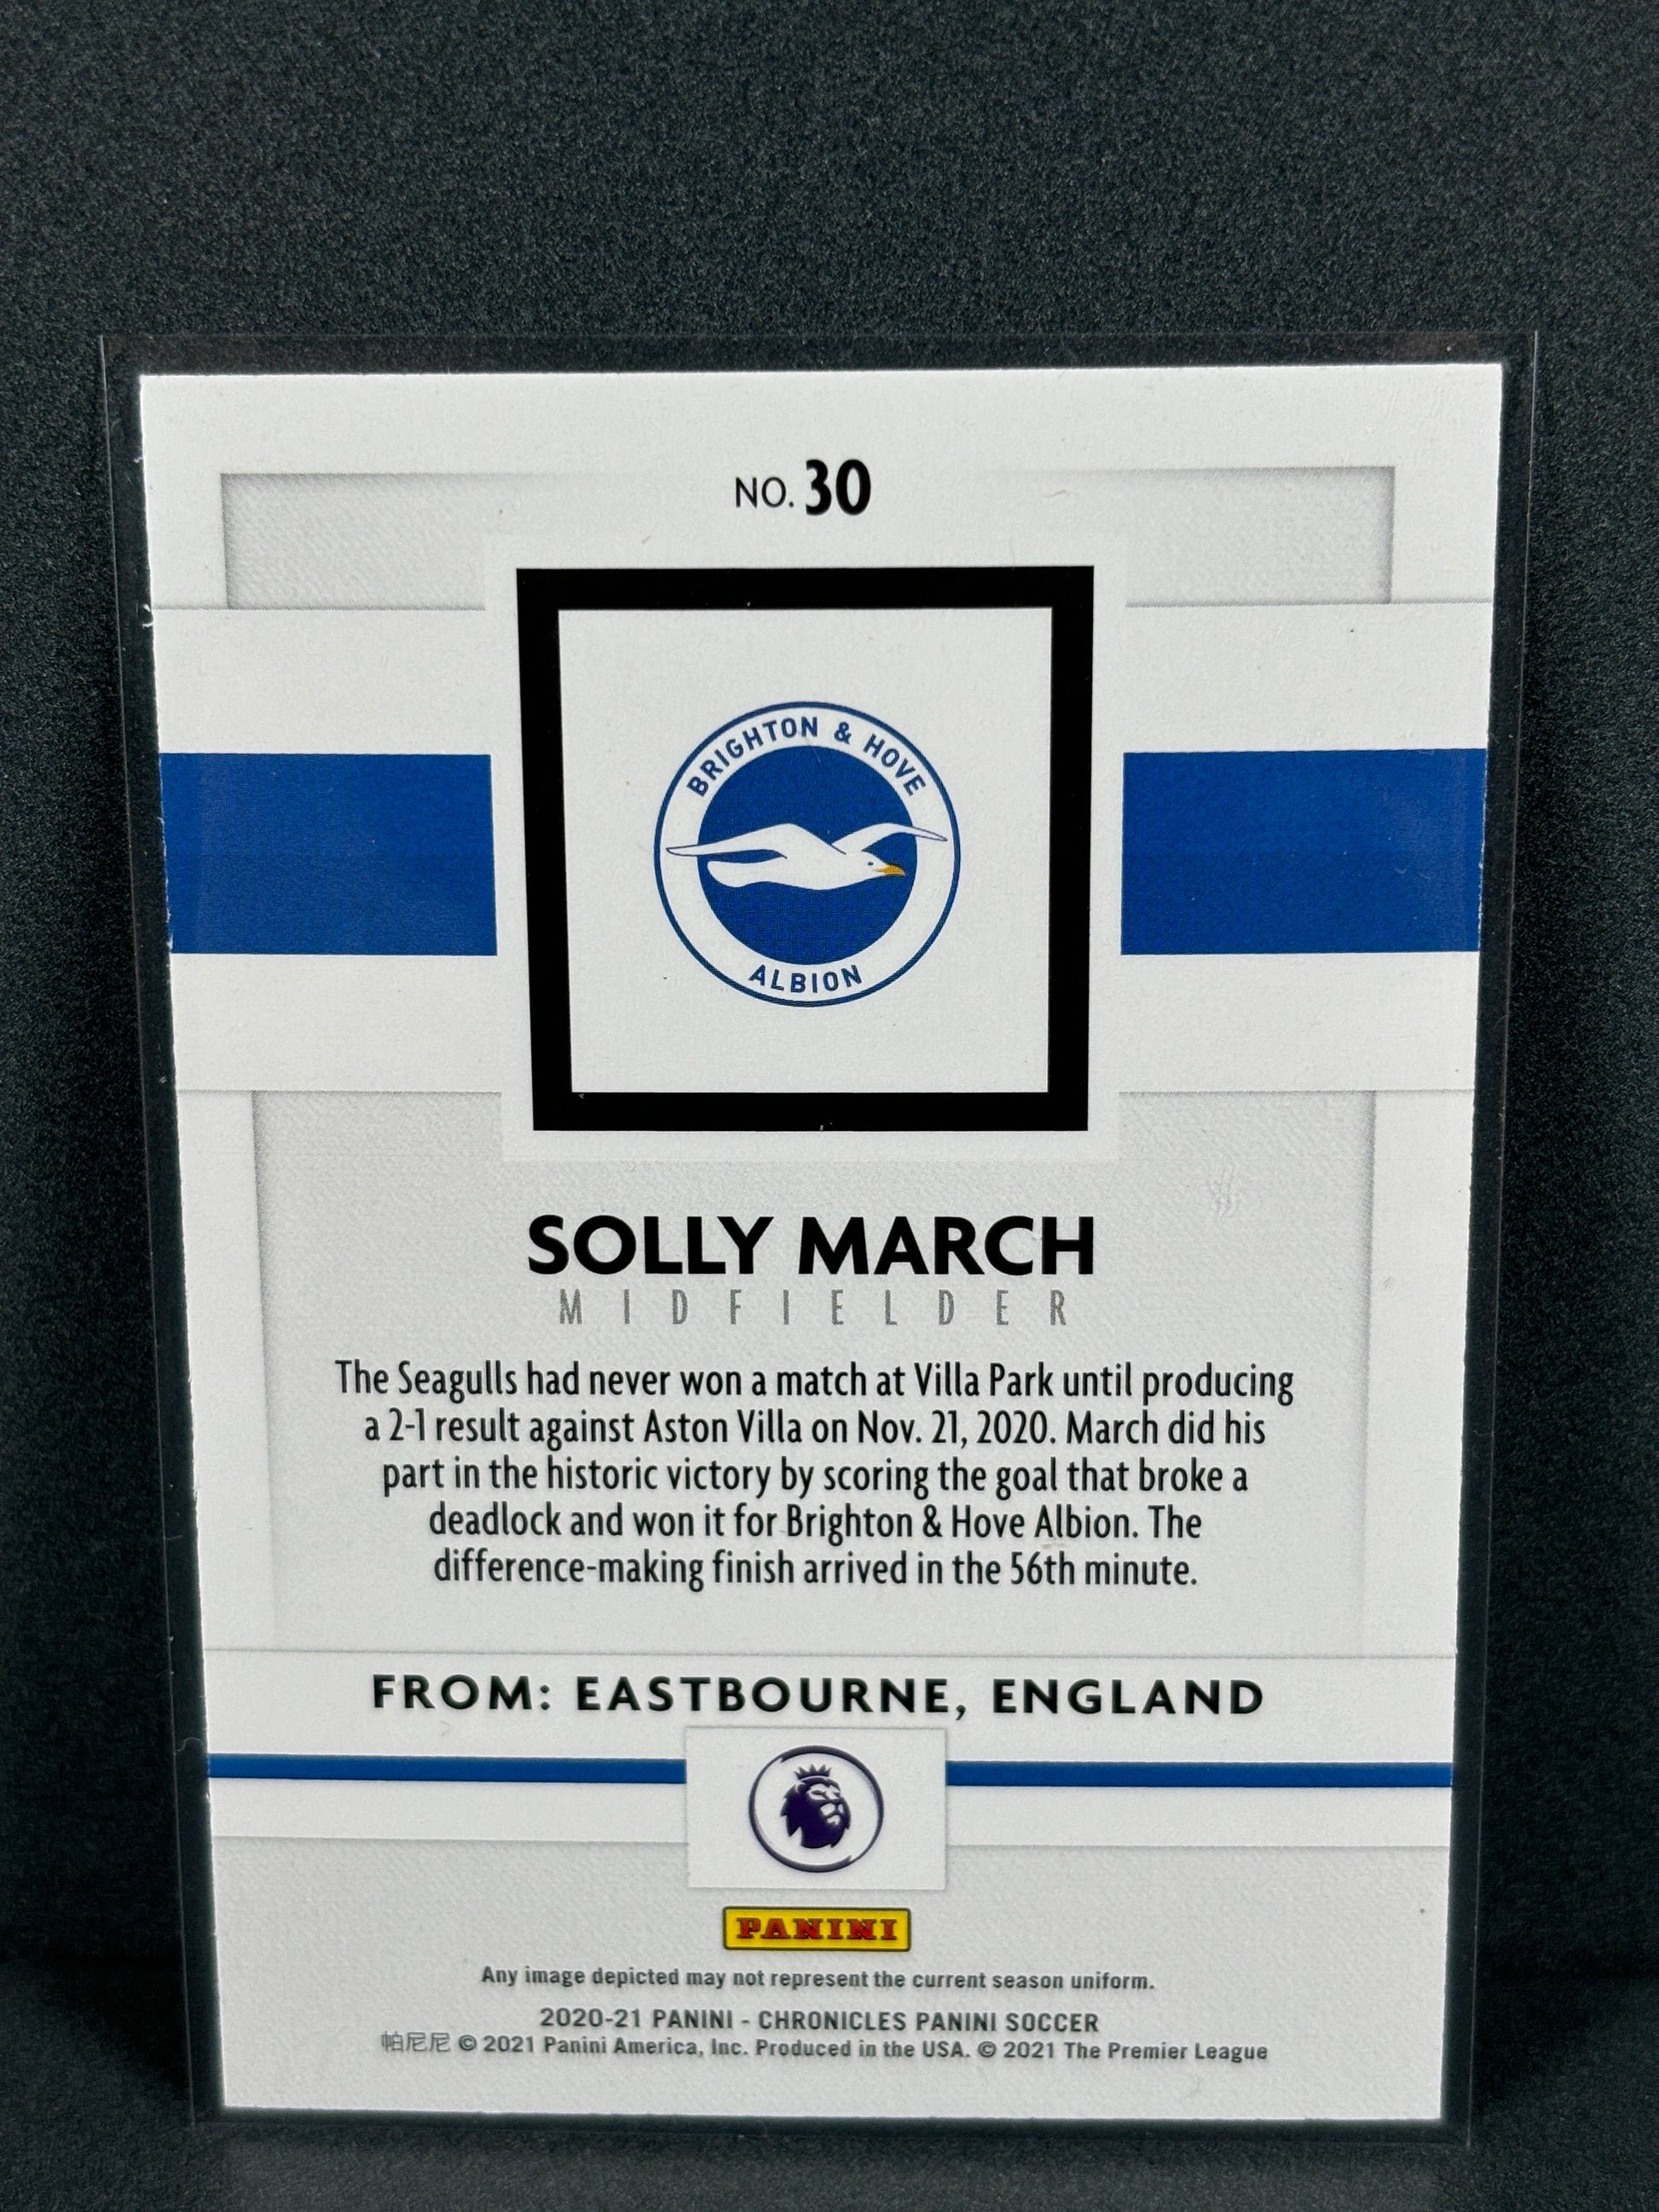 NO. 30
BRIGHTON & HOVE
ALBION
SOLLY MARCH
MIDFIELDER
The Seagulls had never won a match at Villa Park until producing
a 2-1 result against Aston Villa on Nov. 21, 2020. March did his
part in the historic victory by scoring the goal that broke a
deadlock and won it for Brighton & Hove Albion. The
difference-making finish arrived in the 56th minute.
FROM: EASTBOURNE, ENGLAND
PANINI
Any image depicted may not represent the current season uniform.
2020-21 PANINI - CHRONICLES PANINI SOCCER
帕尼尼 © 2021 Panini America, Inc. Produced in the USA. © 2021 The Premier League